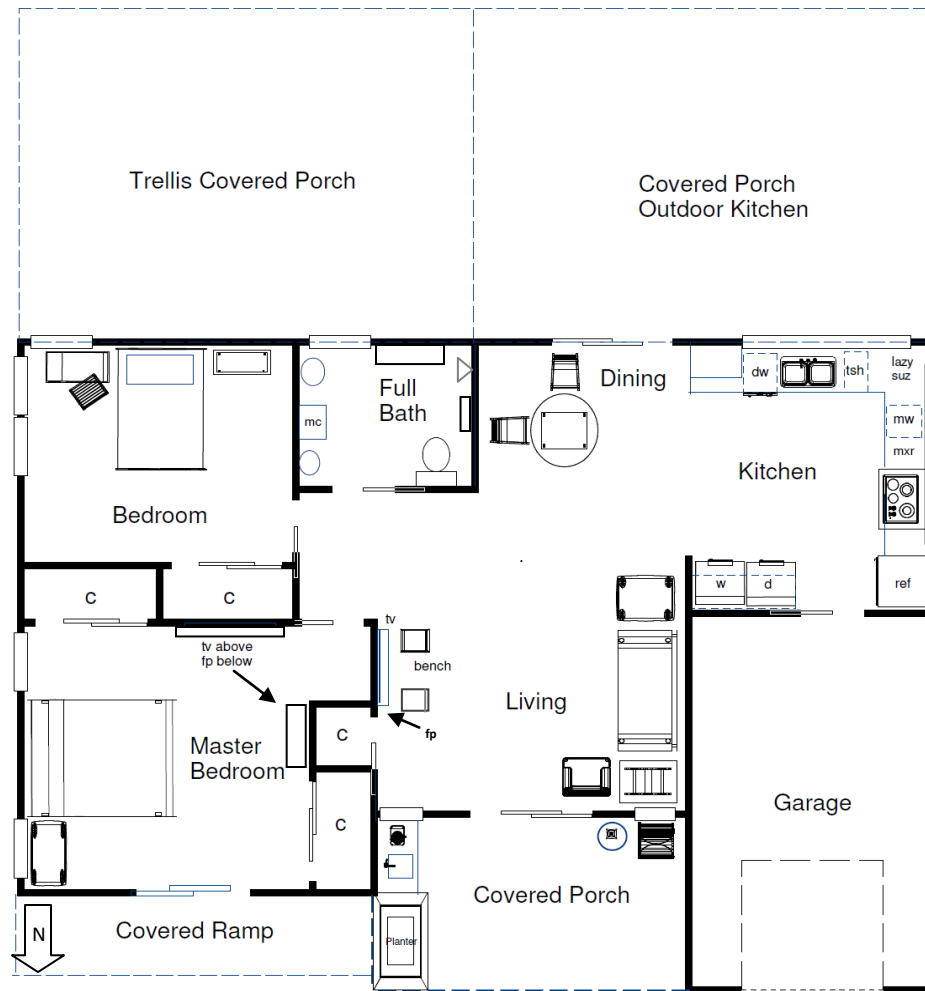 Trellis Covered Porch
Covered Porch
Outdoor Kitchen
Dining
Full
Bath
mc
dw
tsh
lazy
suz
mw
mxr
Kitchen
Bedroom
w
d
ref
C
C
tv
tv above
fp below
bench
Living
fp
C
Master
Bedroom
C
Garage
Covered Porch
Covered Ramp
N
Planter